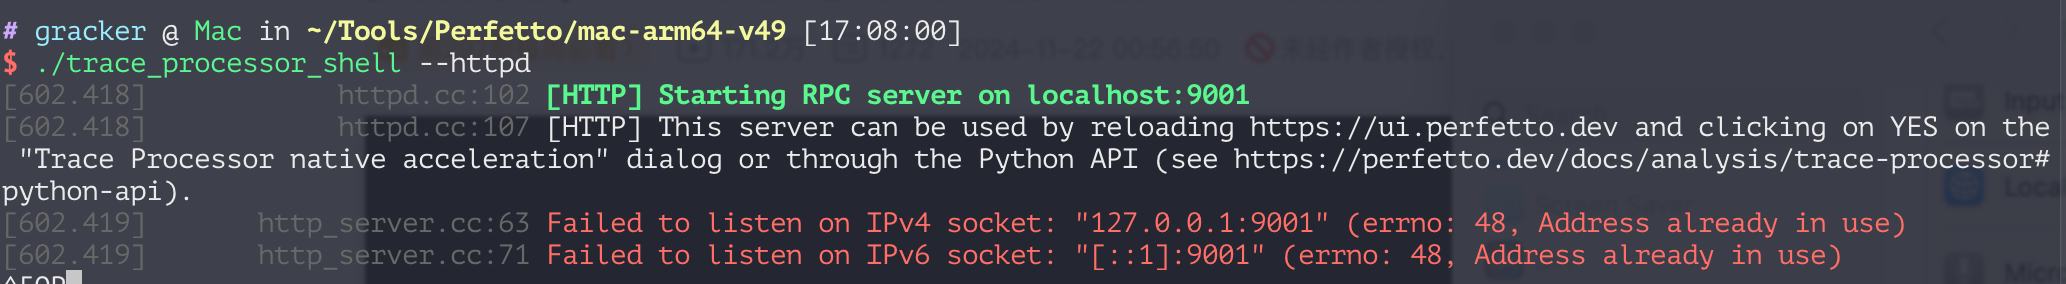 # gracker @ Mac in ~/Tools/Perfetto/mac-arm64-v49 [17:08:00]
$ ./trace_processor_shell --httpd
[602.418]            httpd.cc:102 [HTTP] Starting RPC server on localhost:9001
[602.418]            httpd.cc:107 [HTTP] This server can be used by reloading https://ui.perfetto.dev and clicking on YES on the
"Trace Processor native acceleration" dialog or through the Python API (see https://perfetto.dev/docs/analysis/trace-processor#
python-api).
[602.419]       http_server.cc:63 Failed to listen on IPv4 socket: "127.0.0.1:9001" (errno: 48, Address already in use)
[602.419]       http_server.cc:71 Failed to listen on IPv6 socket: "[::1]:9001" (errno: 48, Address already in use)